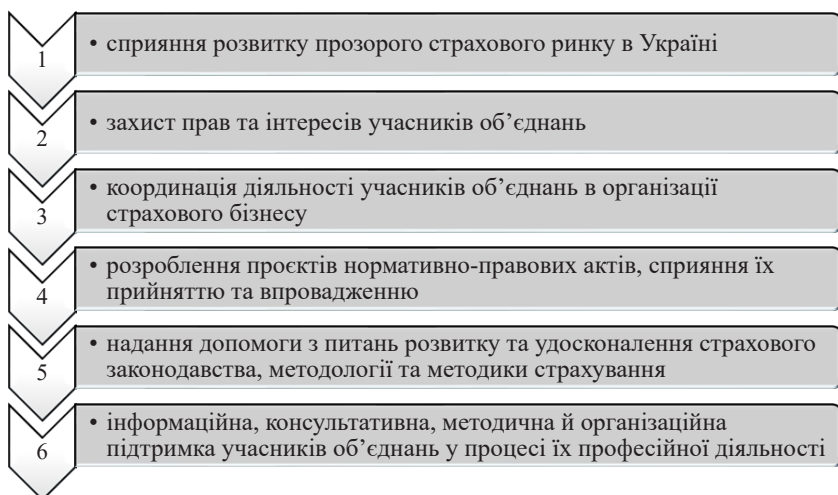 1
• сприяння розвитку прозорого страхового ринку в Україні
2
• захист прав та інтересів учасників об’єднань
3
• координація діяльності учасників об’єднань в організації
страхового бізнесу
4
• розроблення проєктів нормативно-правових актів, сприяння їх
прийняттю та впровадженню
5
• надання допомоги з питань розвитку та удосконалення страхового
законодавства, методології та методики страхування
6
• інформаційна, консультативна, методична й організаційна
підтримка учасників об’єднань у процесі їх професійної діяльності